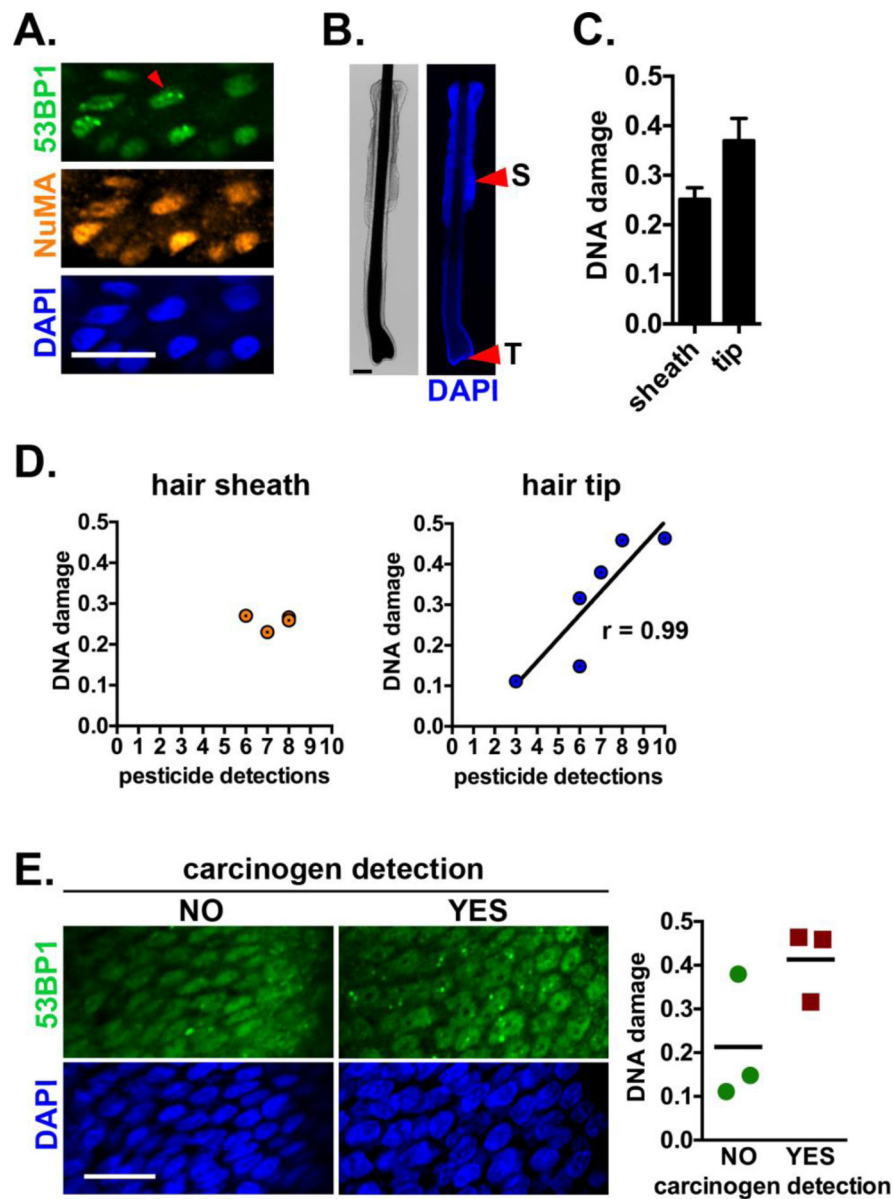 A.
53BP1
NuMA
DAPI
B.
S
T
DAPI
C.
DNA damage
0.5
0.4
0.3
0.2
0.1
0.0
sheath
tip
D.
hair sheath
DNA damage
0.5
0.4
0.3
0.2
0.1
0.0
0 1 2 3 4 5 6 7 8 9 10
pesticide detections
hair tip
DNA damage
0.5
0.4
0.3
0.2
0.1
0.0
r = 0.99
0 1 2 3 4 5 6 7 8 9 10
pesticide detections
E.
carcinogen detection
NO YES
53BP1
DAPI
DNA damage
0.5
0.4
0.3
0.2
0.1
0.0
NO YES
carcinogen detection